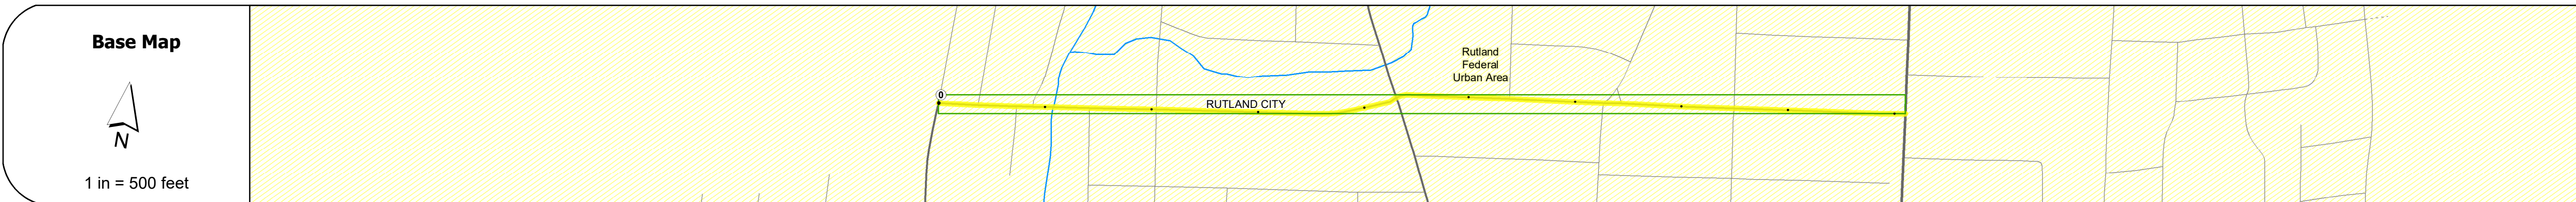 Base Map
N
1 in = 500 feet
0
RUTLAND CITY
Rutland
Federal
Urban Area